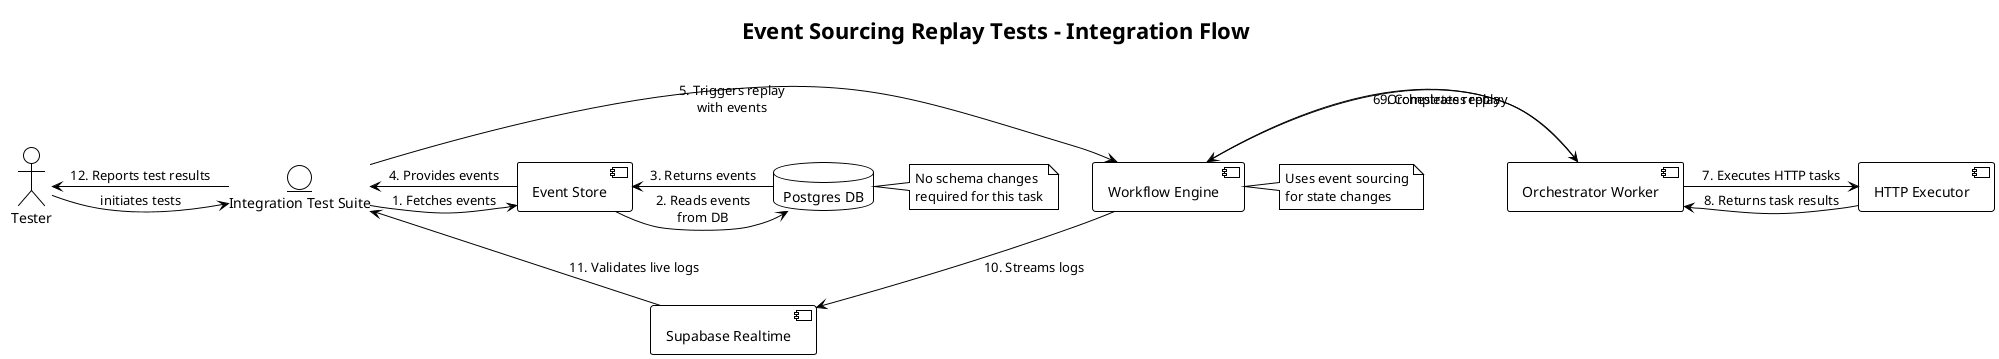 Event Sourcing Replay Tests - Integration Flow
5. Triggers replay
with events
6. Orchestrates replay
9. Completes replay
12. Reports test results
initiates tests
Tester
Integration Test Suite
4. Provides events
1. Fetches events
Event Store
3. Returns events
2. Reads events
from DB
Postgres DB
No schema changes
required for this task
Workflow Engine
Uses event sourcing
for state changes
Orchestrator Worker
7. Executes HTTP tasks
8. Returns task results
HTTP Executor
11. Validates live logs
10. Streams logs
Supabase Realtime